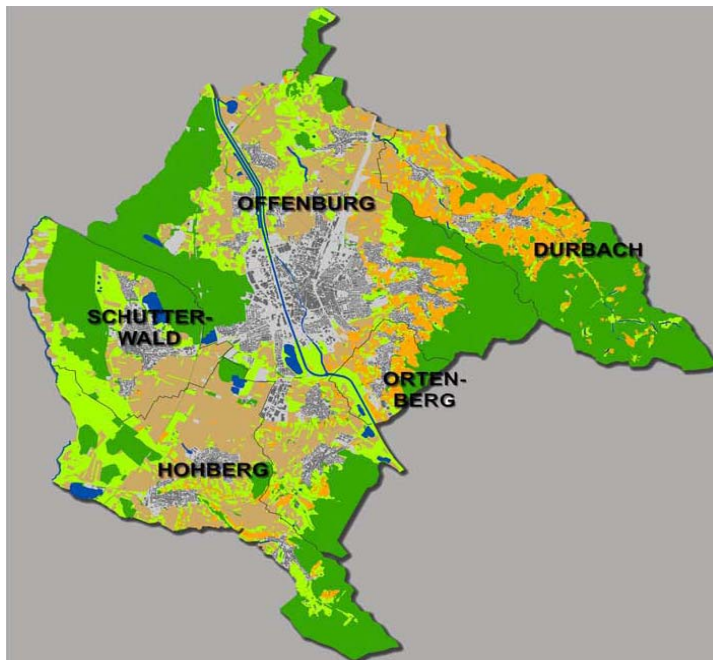 OFFENBURG
DURBACH
SCHUTTER-
WALD
ORTEN-
BERG
HOHBERG